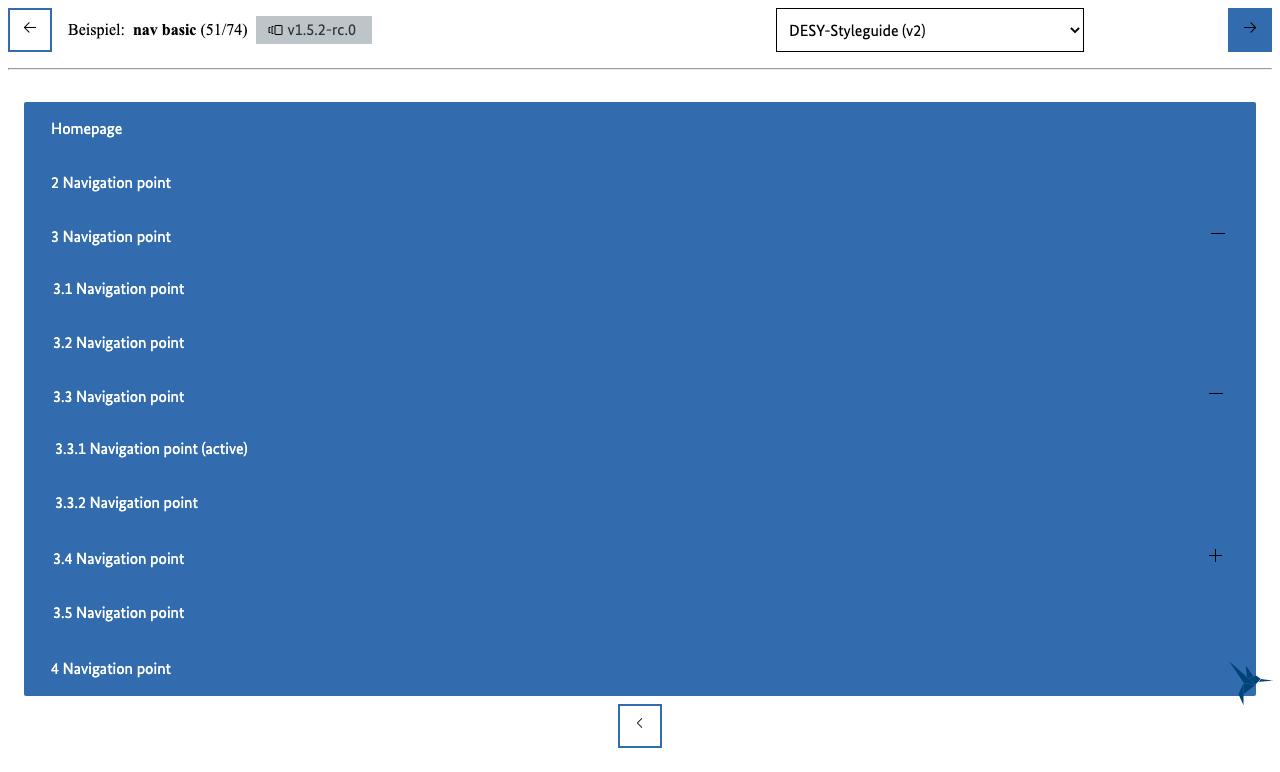 Beispiel: nav basic (51/74) v1.5.2-rc.0 DESY-Styleguide (v2)
Homepage
2 Navigation point
3 Navigation point
3.1 Navigation point
3.2 Navigation point
3.3 Navigation point
3.3.1 Navigation point (active)
3.3.2 Navigation point
3.4 Navigation point
3.5 Navigation point
4 Navigation point